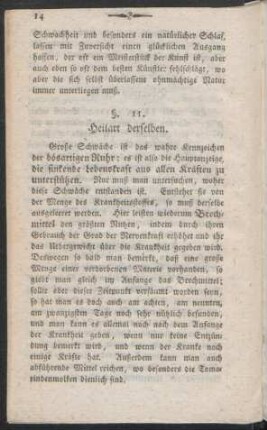 14
Schwachheit und besonders ein natürlicher Schlaf,
lassen mit Zuversicht einen glücklichen Ausgang
hoffen, der oft ein Meisterstück der Kunst ist, aber
auch eben so oft dem besten Künstler fehlschlägt, wo
aber die sich selbst überlassene ohnmächtige Natur
immer unterliegen muß.
§. 11.
Heilart derselben.
Große Schwäche ist das wahre Kennzeichen
der bösartigen Ruhr: es ist also die Hauptanzeige,
die sinkende Lebenskraft aus allen Kräften zu
unterstützen. Nur muß man unterscheiden, woher
diese Schwäche entstanden ist. Entstehet sie von
der Menge des Krankheitsstoffes, so muß derselbe
ausgeleeret werden. Hier leisten wiederum Brech-
mittel den größten Nutzen, indem durch ihren
Gebrauch der Grad der Nervenkraft erhöhet und ihr
das Uebergewicht über die Krankheit gegeben wird.
Deswegen so bald man bemerkt, daß eine große
Menge einer verdorbenen Materie vorhanden, so
giebt man gleich im Anfange das Brechmittel;
sollte aber dieser Zeitpunkt versäumt worden seyn,
so hat man es doch auch am achten, am neunten,
am zwanzigsten Tage noch sehr nützlich befunden,
und man kann es auch alsdann noch nach dem Anfange
der Krankheit geben, wenn nur keine Entzün-
dung bemerkt wird, und wenn der Kranke noch
einige Kräfte hat. Außerdem kann man auch
abführende Mittel reichen, wo besonders die Tama-
rindenmolken dienlich sind.